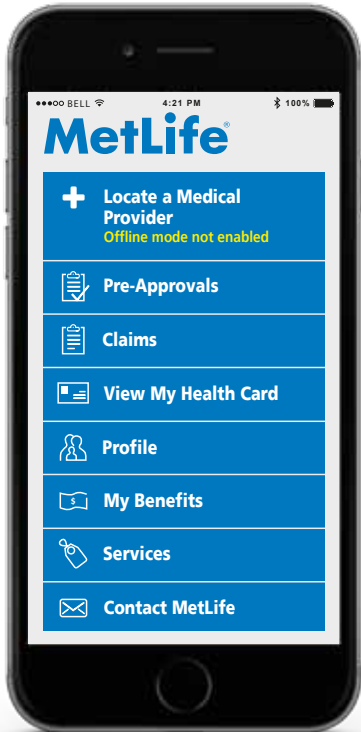 ●●●○○ BELL 4:21 PM 100%
MetLife®
Locate a Medical
Provider
Offline mode not enabled
Pre-Approvals
Claims
View My Health Card
Profile
$ My Benefits
Services
Contact MetLife